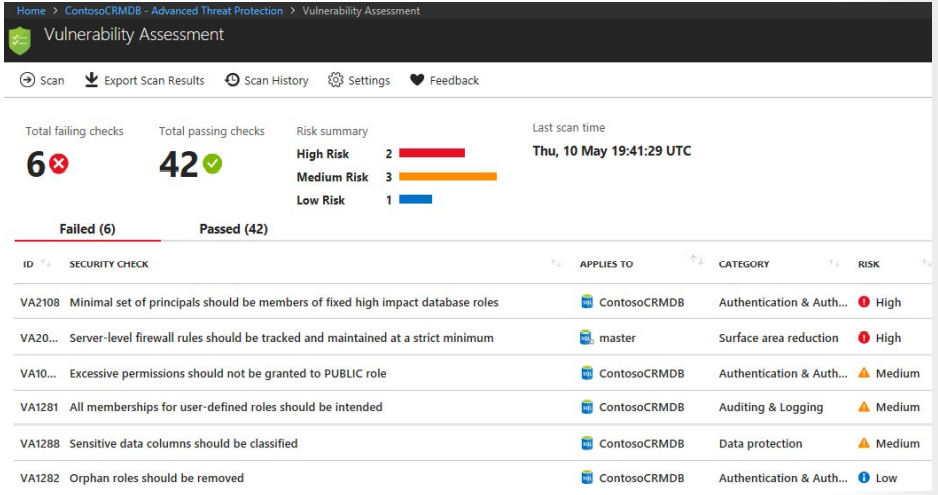 Home > ContosoCRMDB - Advanced Threat Protection > Vulnerability Assessment
Vulnerability Assessment
Scan Export Scan Results Scan History Settings Feedback
Total failing checks Total passing checks Risk summary Last scan time
6 42 High Risk 2 Thu, 10 May 19:41:29 UTC
Medium Risk 3
Low Risk 1
Failed (6) Passed (42)
ID SECURITY CHECK APPLIES TO CATEGORY RISK
VA2108 Minimal set of principals should be members of fixed high impact database roles ContosoCRMDB Authentication & Auth... High
VA20... Server-level firewall rules should be tracked and maintained at a strict minimum master Surface area reduction High
VA10... Excessive permissions should not be granted to PUBLIC role ContosoCRMDB Authentication & Auth... Medium
VA1281 All memberships for user-defined roles should be intended ContosoCRMDB Auditing & Logging Medium
VA1288 Sensitive data columns should be classified ContosoCRMDB Data protection Medium
VA1282 Orphan roles should be removed ContosoCRMDB Authentication & Auth... Low